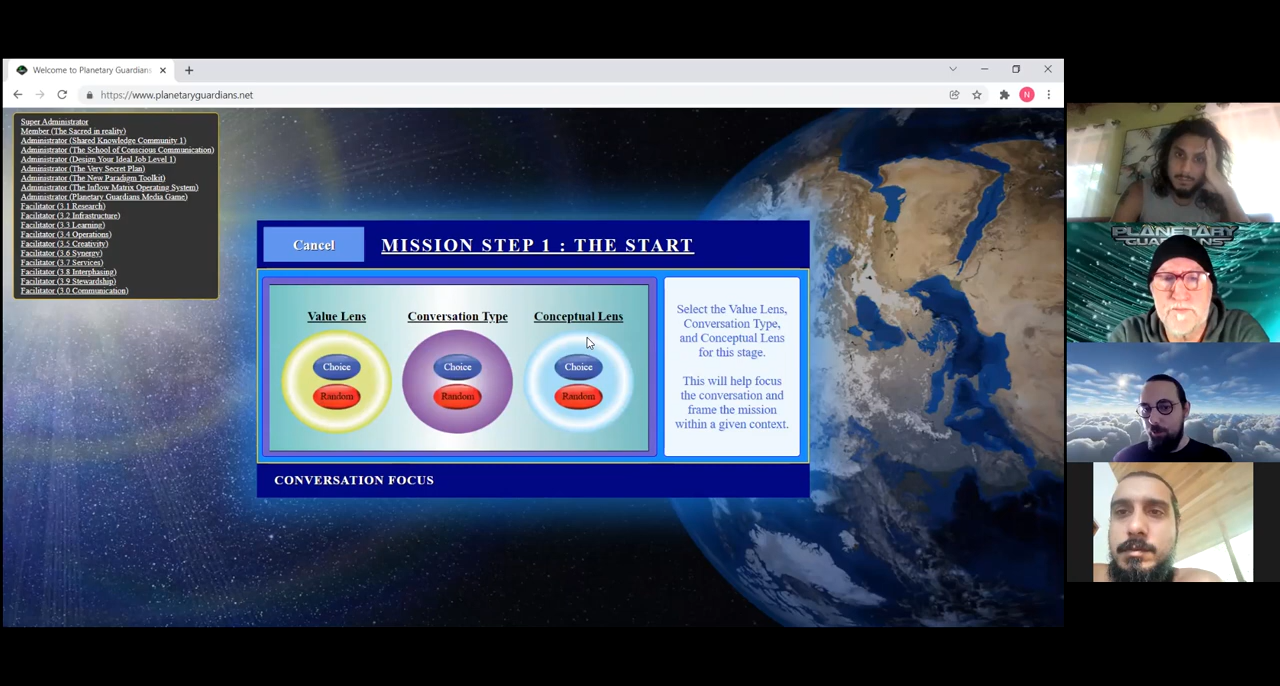 Welcome to Planetary Guardians
https://www.planetaryguardians.net
N
Super Administrator
Member (The Sacred in reality)
Administrator (Shared Knowledge Community 1)
Administrator (The School of Conscious Communication)
Administrator (Design Your Ideal Job Level 1)
Administrator (The Very Secret Plan)
Administrator (The New Paradigm Toolkit)
Administrator (The Inflow Matrix Operating System)
Administrator (Planetary Guardians Media Game)
Facilitator (3.1 Research)
Facilitator (3.2 Infrastructure)
Facilitator (3.3 Learning)
Facilitator (3.4 Operations)
Facilitator (3.5 Creativity)
Facilitator (3.6 Synergy)
Facilitator (3.7 Services)
Facilitator (3.8 Interphasing)
Facilitator (3.9 Stewardship)
Facilitator (3.0 Communication)
Cancel
MISSION STEP 1 : THE START
Value Lens
Choice
Random
Conversation Type
Choice
Random
Conceptual Lens
Choice
Random
Select the Value Lens,
Conversation Type,
and Conceptual Lens
for this stage.
This will help focus
the conversation and
frame the mission
within a given context.
CONVERSATION FOCUS
PLANETARY
GUARDIANS